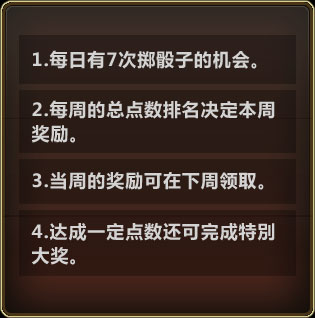 1.每日有7次掷骰子的机会。
2.每周的总点数排名决定本周
奖励。
3.当周的奖励可在下周领取。
4.达成一定点数还可完成特别
大奖。